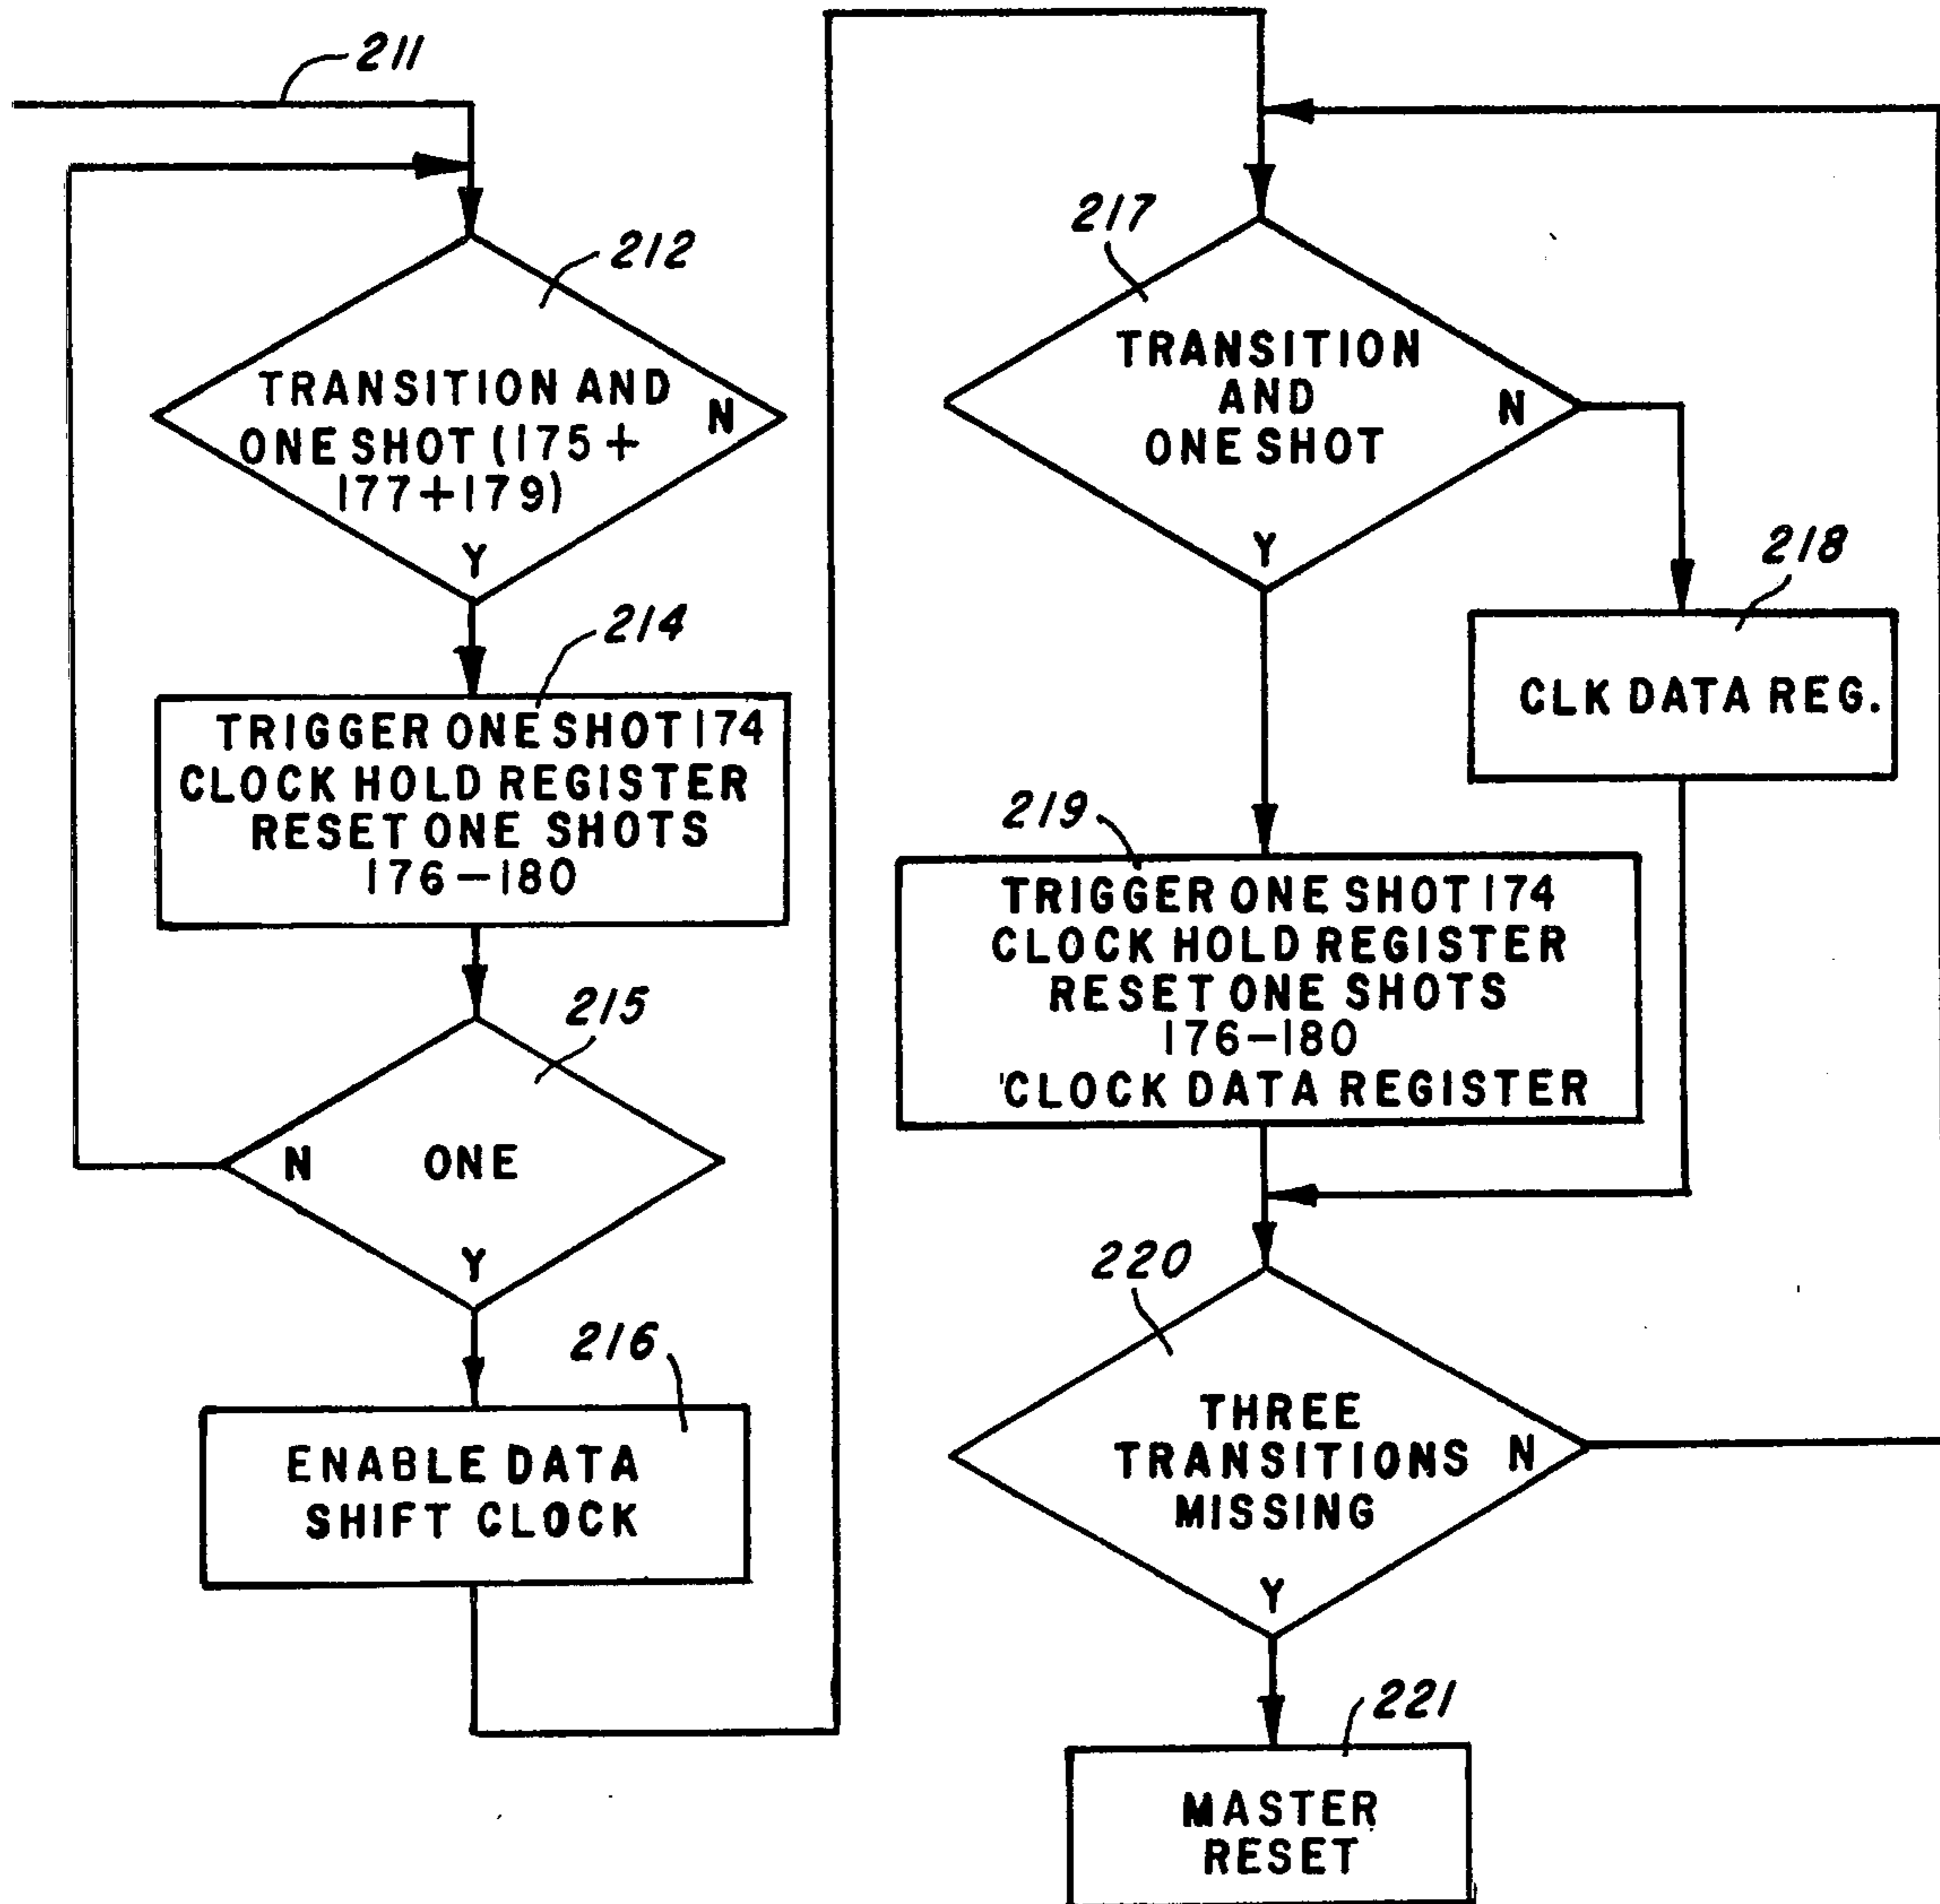 211
212
TRANSITION AND
ONE SHOT (175 +
177+179)
N
Y
214
TRIGGER ONE SHOT 174
CLOCK HOLD REGISTER
RESET ONE SHOTS
176-180
215
N
ONE
Y
216
ENABLE DATA
SHIFT CLOCK
217
TRANSITION
AND
ONE SHOT
N
Y
218
CLK DATA REG.
219
TRIGGER ONE SHOT 174
CLOCK HOLD REGISTER
RESET ONE SHOTS
176-180
CLOCK DATA REGISTER
220
THREE
TRANSITIONS
MISSING
N
Y
221
MASTER
RESET